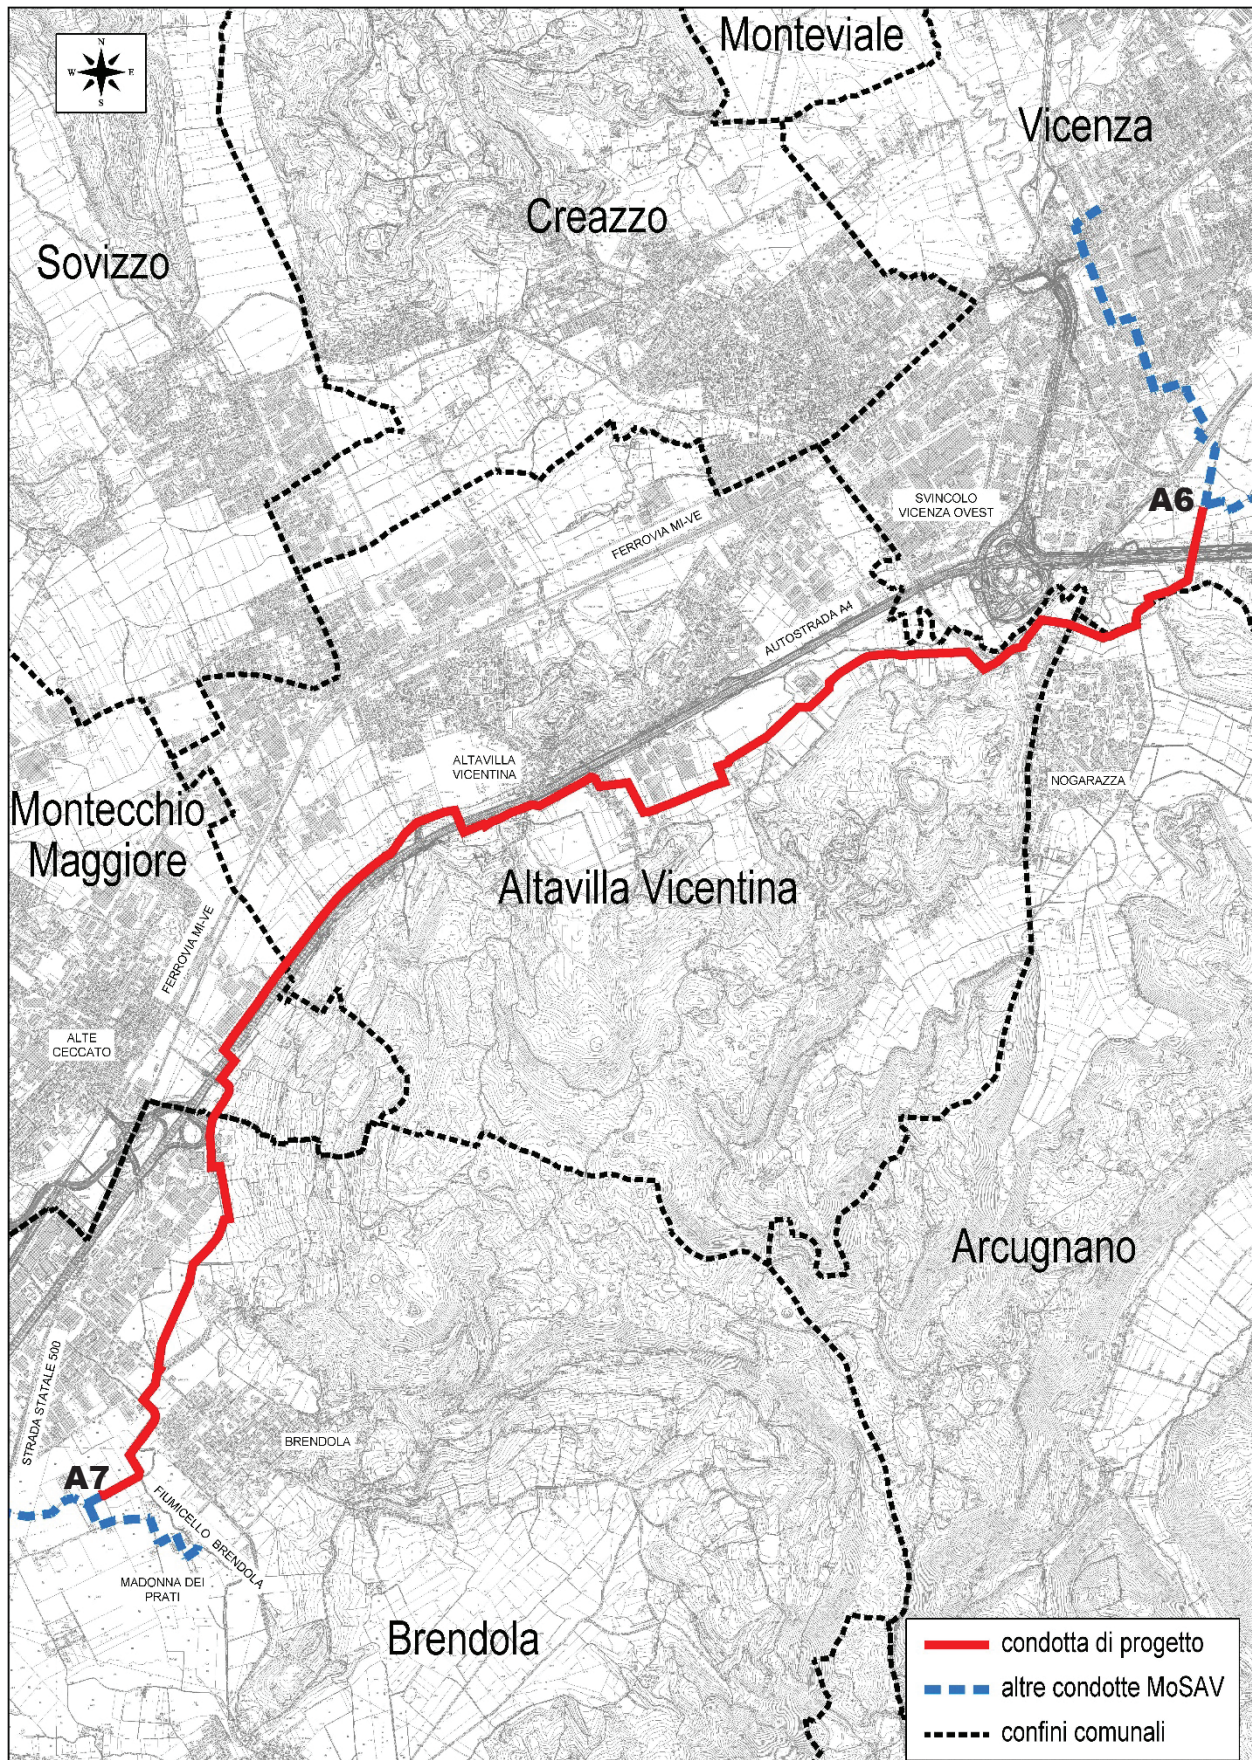 Monteviale
N
W E
S
Vicenza
Creazzo
Sovizzo
A6
SVINCOLO
VICENZA OVEST
FERROVIA MI-VE
AUTOSTRADA A4
ALTAVILLA
VICENTINA
NOGARAZZA
Montecchio
Maggiore
Altavilla Vicentina
FERROVIA MI-VE
ALTE
CECCATO
Arcugnano
STRADA STATALE 500
BRENDOLA
A7
FIUMICELLO BRENDOLA
MADONNA DEI
PRATI
Brendola
condotta di progetto
altre condotte MoSAV
confini comunali